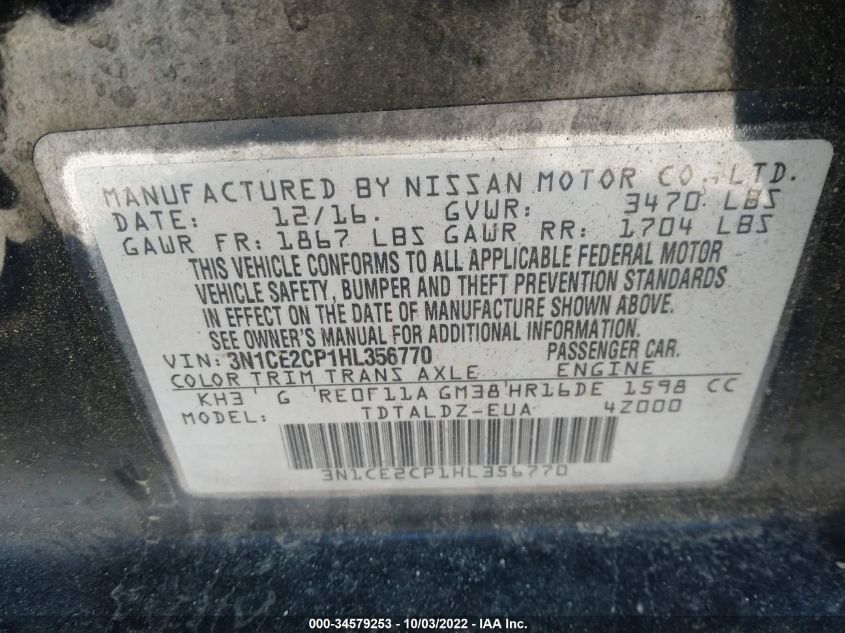 MANUFACTURED BY NISSAN MOTOR CO., LTD.
DATE: 12/16. GVWR: 3470 LBS
GAWR FR: 1867 LBS GAWR RR: 1704 LBS
THIS VEHICLE CONFORMS TO ALL APPLICABLE FEDERAL MOTOR
VEHICLE SAFETY, BUMPER AND THEFT PREVENTION STANDARDS
IN EFFECT ON THE DATE OF MANUFACTURE SHOWN ABOVE.
SEE OWNER'S MANUAL FOR ADDITIONAL INFORMATION.
VIN: 3N1CE2CP1HL356770 PASSENGER CAR.
COLOR TRIM TRANS AXLE ENGINE
KH3 G RE0F11A GM38 HR16DE 1598 CC
MODEL: TDTALDZ-EUA 4Z000
3N1CE2CP1HL356770
000-34579253 - 10/03/2022 - IAA Inc.